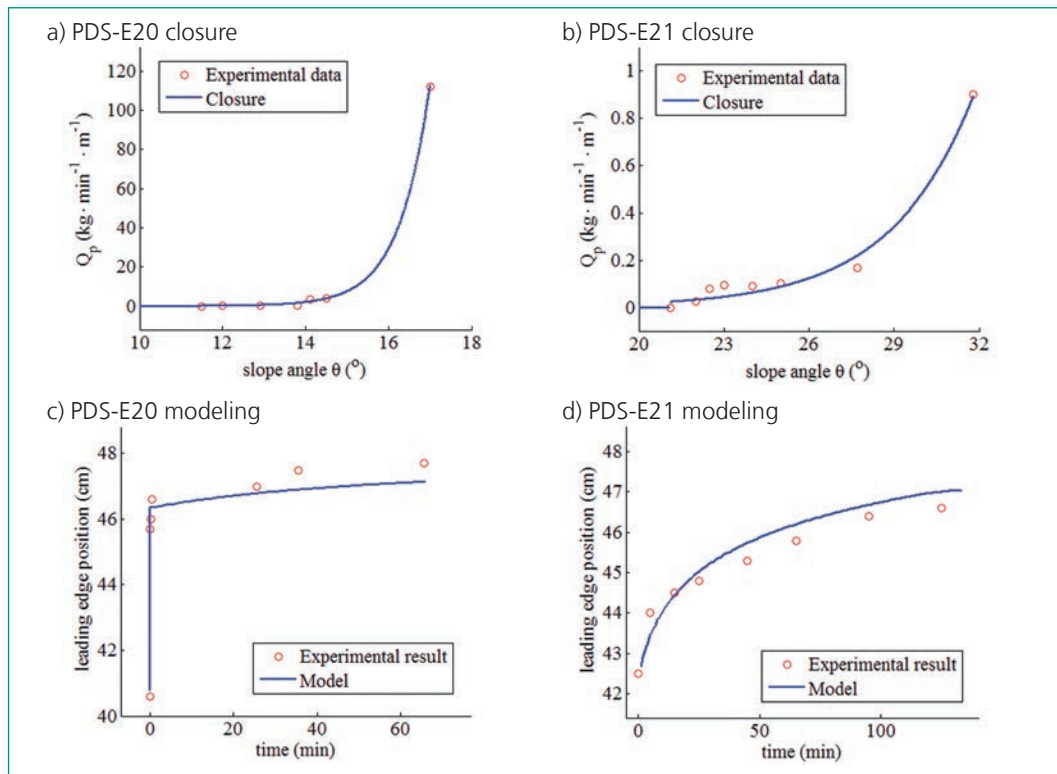 a) PDS-E20 closure
120
100
80
60
40
20
0
Q_p (kg· min⁻¹ · m⁻¹)
Experimental data
Closure
10 12 14 16 18
slope angle θ (°)
b) PDS-E21 closure
1
0.8
0.6
0.4
0.2
0
Q_p (kg· min⁻¹ · m⁻¹)
Experimental data
Closure
20 23 26 29 32
slope angle θ (°)
c) PDS-E20 modeling
48
46
44
42
40
leading edge position (cm)
Experimental result
Model
0 20 40 60
time (min)
d) PDS-E21 modeling
48
47
46
45
44
43
42
leading edge position (cm)
Experimental result
Model
0 50 100
time (min)